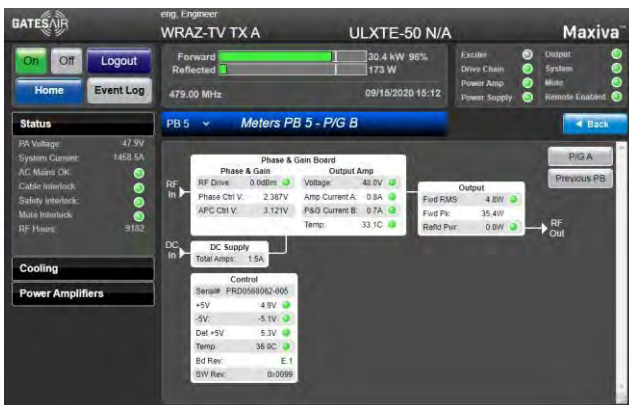 GATESAIR
eng, Engineer
WRAZ-TV TX A
ULXTE-50 N/A
Maxiva
On
Off
Logout
Home
Event Log
Forward
30.4 kW 96%
Reflected
173 W
479.00 MHz
09/15/2020 15:12
Exciter
Output
Drive Chain
System
Power Amp
Mute
Power Supply
Remote Enabled
Status
PB 5
Meters PB 5 - P/G B
Back
PA Voltage: 47.9V
System Current: 1458.5A
AC Mains OK:
Cable Interlock
Safety Interlock:
Mute Interlock
RF Hours: 9182
Cooling
Power Amplifiers
P/G A
Previous PB
RF In
Phase & Gain Board
Phase & Gain
Output Amp
RF Drive: 0.0dBm
Voltage: 48.0V
Phase Ctrl V: 2.387V
Amp Current A: 0.8A
APC Ctrl V: 3.121V
P&G Current B: 0.7A
Temp: 33.1C
Output
Fwd RMS: 4.8W
Fwd Pk: 35.4W
Refld Pwr: 0.0W
RF Out
DC In
DC Supply
Total Amps: 1.5A
Control
Serial#: PRD0568062-005
+5V 4.9V
-5V: -5.1V
Det +5V 5.3V
Temp 36.0C
Bd Rev: E.1
SW Rev: 0x0099